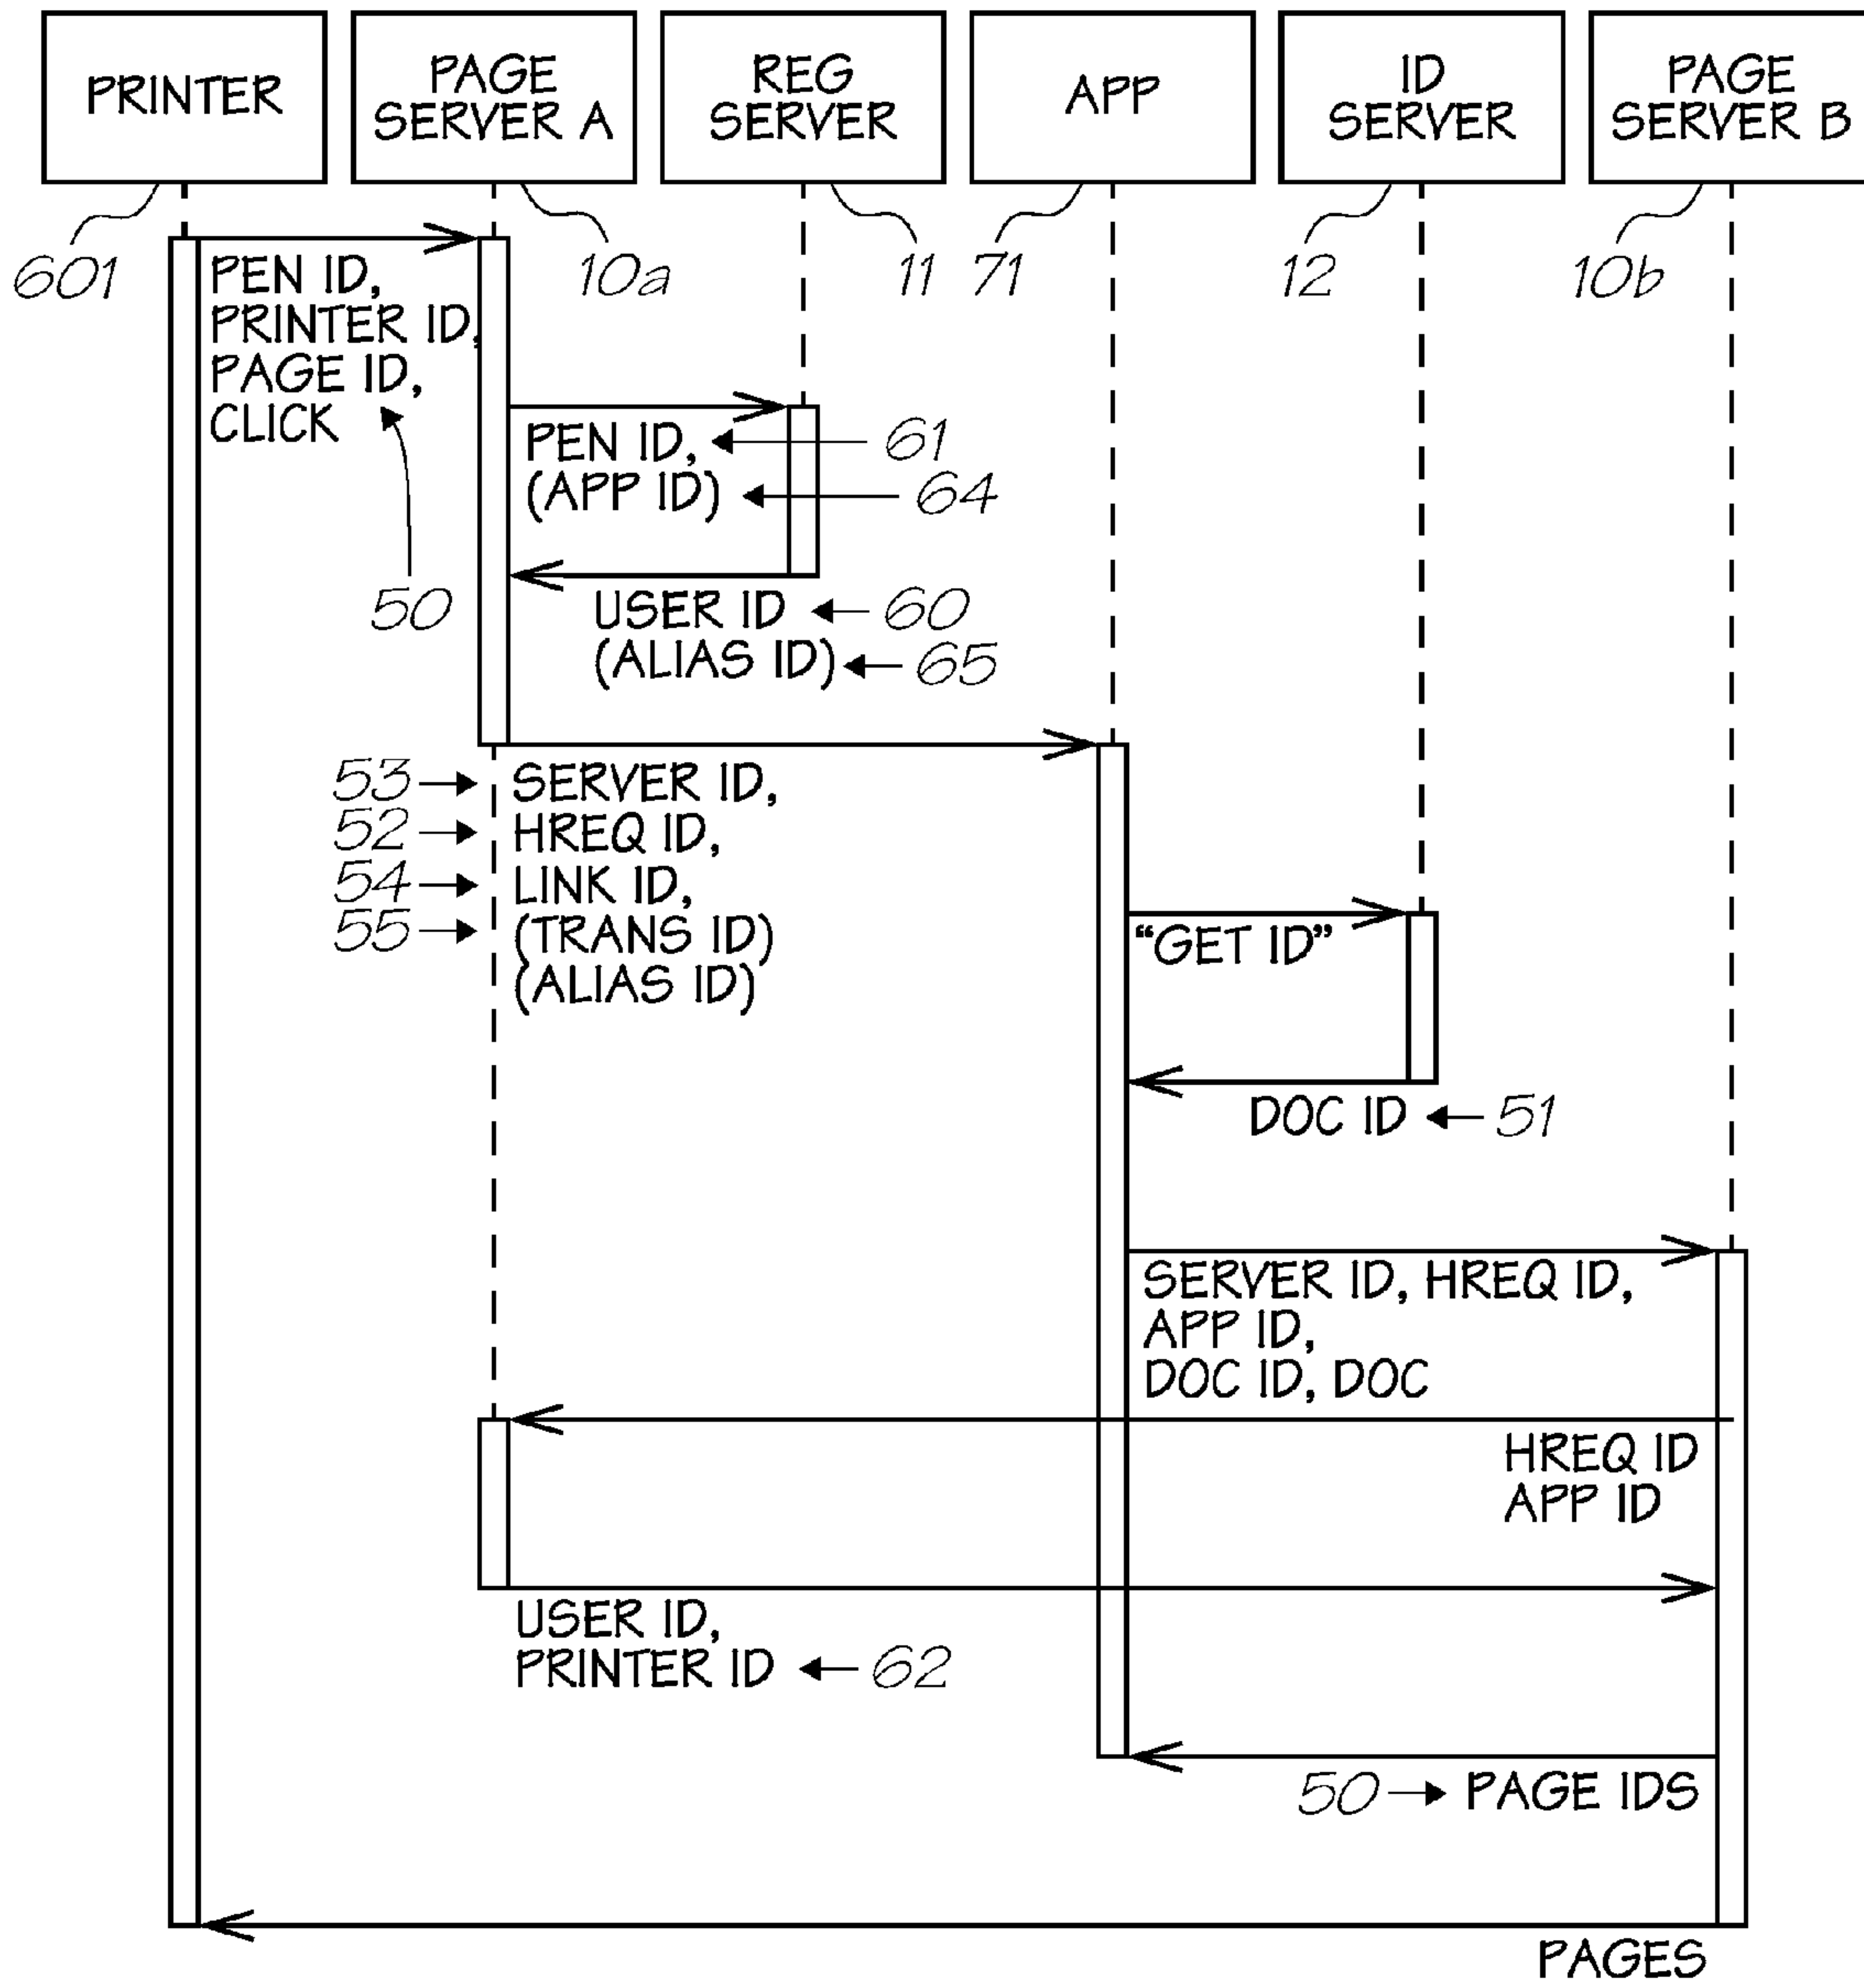 PRINTER
PAGE
SERVER A
REG
SERVER
APP
ID
SERVER
PAGE
SERVER B
601
10a
11
71
12
10b
PEN ID,
PRINTER ID,
PAGE ID,
CLICK
50
PEN ID,
(APP ID)
61
64
USER ID
(ALIAS ID)
60
65
53
52
54
55
SERVER ID,
HREQ ID,
LINK ID,
(TRANS ID)
(ALIAS ID)
“GET ID”
DOC ID
51
SERVER ID, HREQ ID,
APP ID,
DOC ID, DOC
HREQ ID
APP ID
USER ID,
PRINTER ID
62
50
PAGE IDS
PAGES